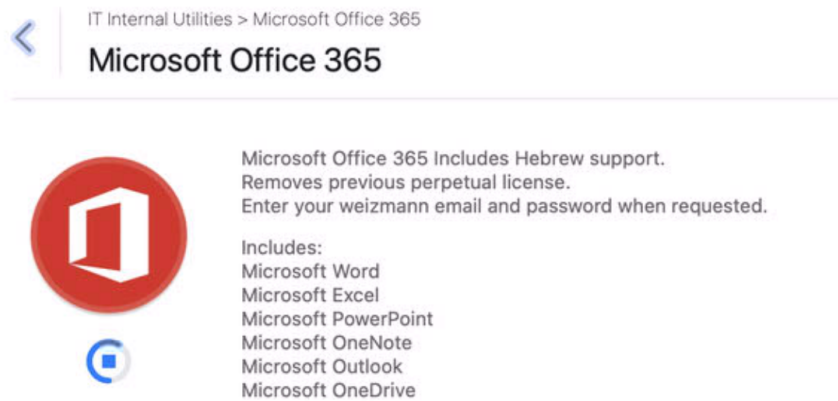 IT Internal Utilities > Microsoft Office 365
Microsoft Office 365
Microsoft Office 365 Includes Hebrew support.
Removes previous perpetual license.
Enter your weizmann email and password when requested.
Includes:
Microsoft Word
Microsoft Excel
Microsoft PowerPoint
Microsoft OneNote
Microsoft Outlook
Microsoft OneDrive